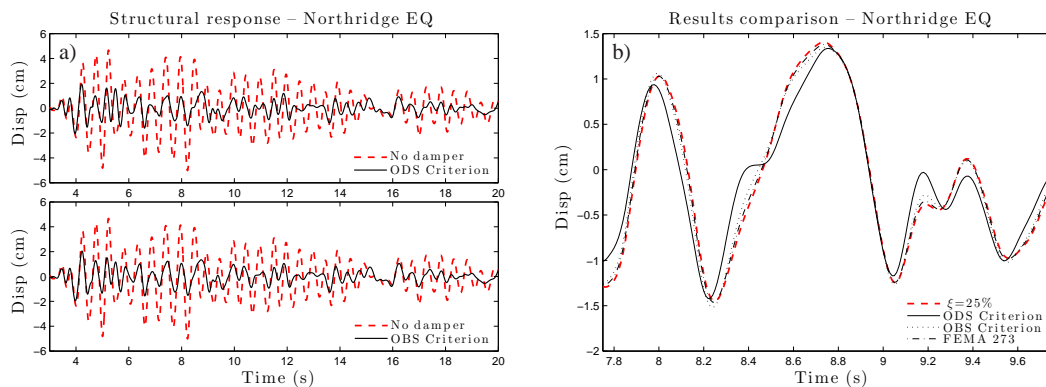 Structural response – Northridge EQ
a)
Disp (cm)
6
4
2
0
−2
−4
−6
No damper
ODS Criterion
4 6 8 10 12 14 16 18 20
Disp (cm)
6
4
2
0
−2
−4
−6
No damper
OBS Criterion
4 6 8 10 12 14 16 18 20
Time (s)
Results comparison – Northridge EQ
b)
Disp (cm)
1.5
1
0.5
0
−0.5
−1
−1.5
−2
ξ=25%
ODS Criterion
OBS Criterion
FEMA 273
7.8 8 8.2 8.4 8.6 8.8 9 9.2 9.4 9.6
Time (s)